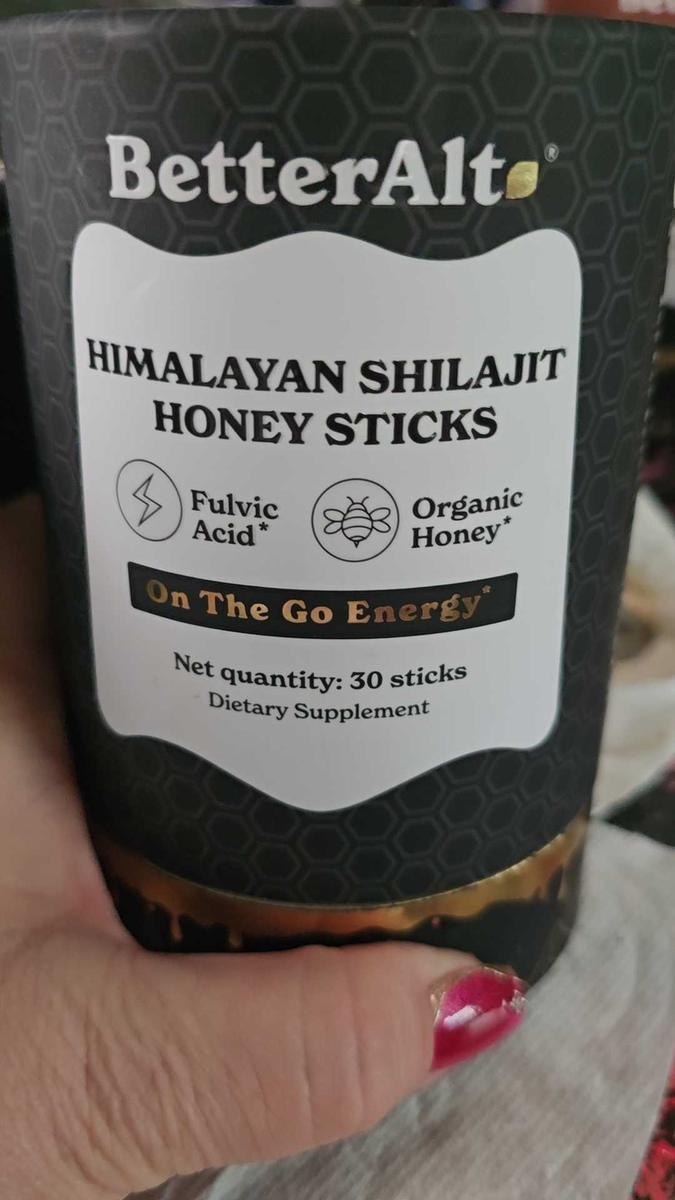 BetterAlt®
HIMALAYAN SHILAJIT
HONEY STICKS
Fulvic
Acid*
Organic
Honey*
On The Go Energy*
Net quantity: 30 sticks
Dietary Supplement